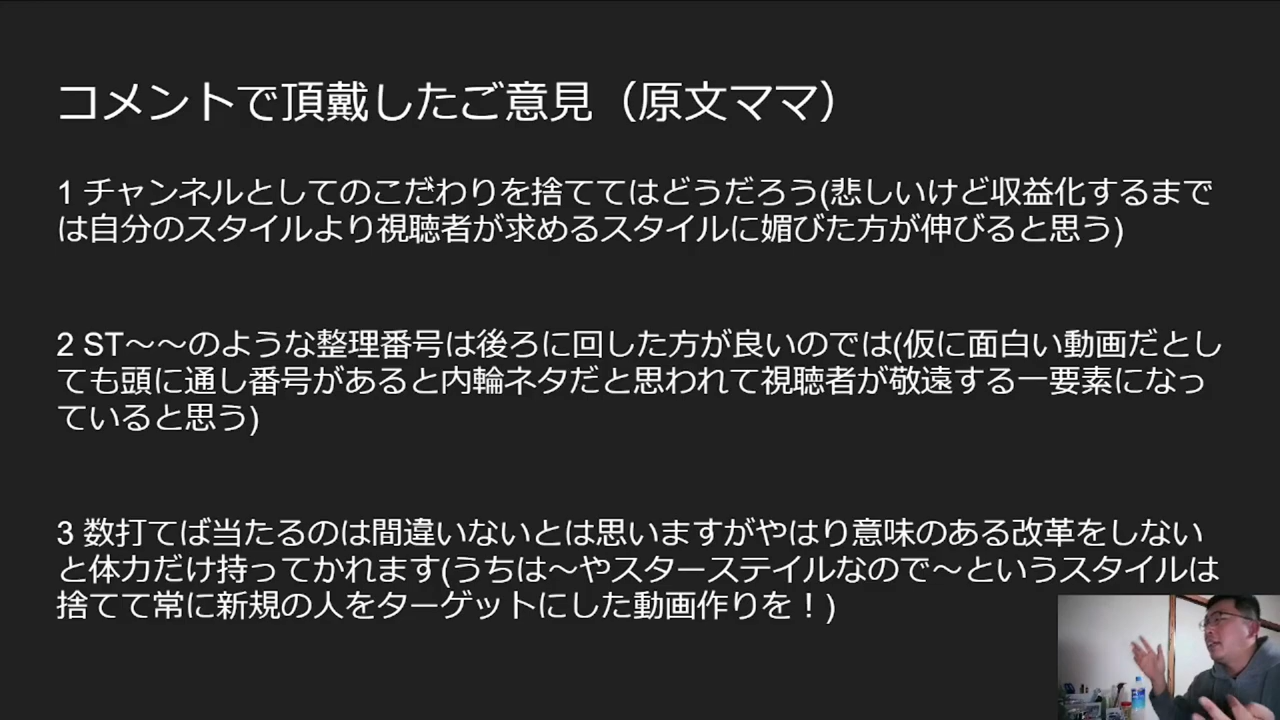 コメントで頂戴したご意見（原文ママ）
1 チャンネルとしてのこだわりを捨ててはどうだろう(悲しいけど収益化するまで
は自分のスタイルより視聴者が求めるスタイルに媚びた方が伸びると思う)
2 ST～～のような整理番号は後ろに回した方が良いのでは(仮に面白い動画だとし
ても頭に通し番号があると内輪ネタだと思われて視聴者が敬遠する一要素になっ
ていると思う)
3 数打てば当たるのは間違いないとは思いますがやはり意味のある改革をしない
と体力だけ持ってかれます(うちは～やスターステイルなので～というスタイルは
捨てて常に新規の人をターゲットにした動画作りを！)